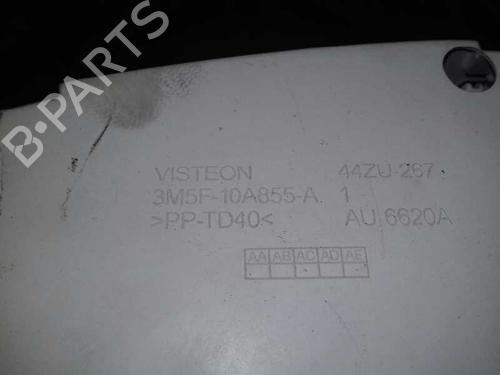 B-PARTS
VISTEON 44ZU-267
3M5F-10A855-A 1
>PP-TD40< AU 6620A
AA AB AC AD AE